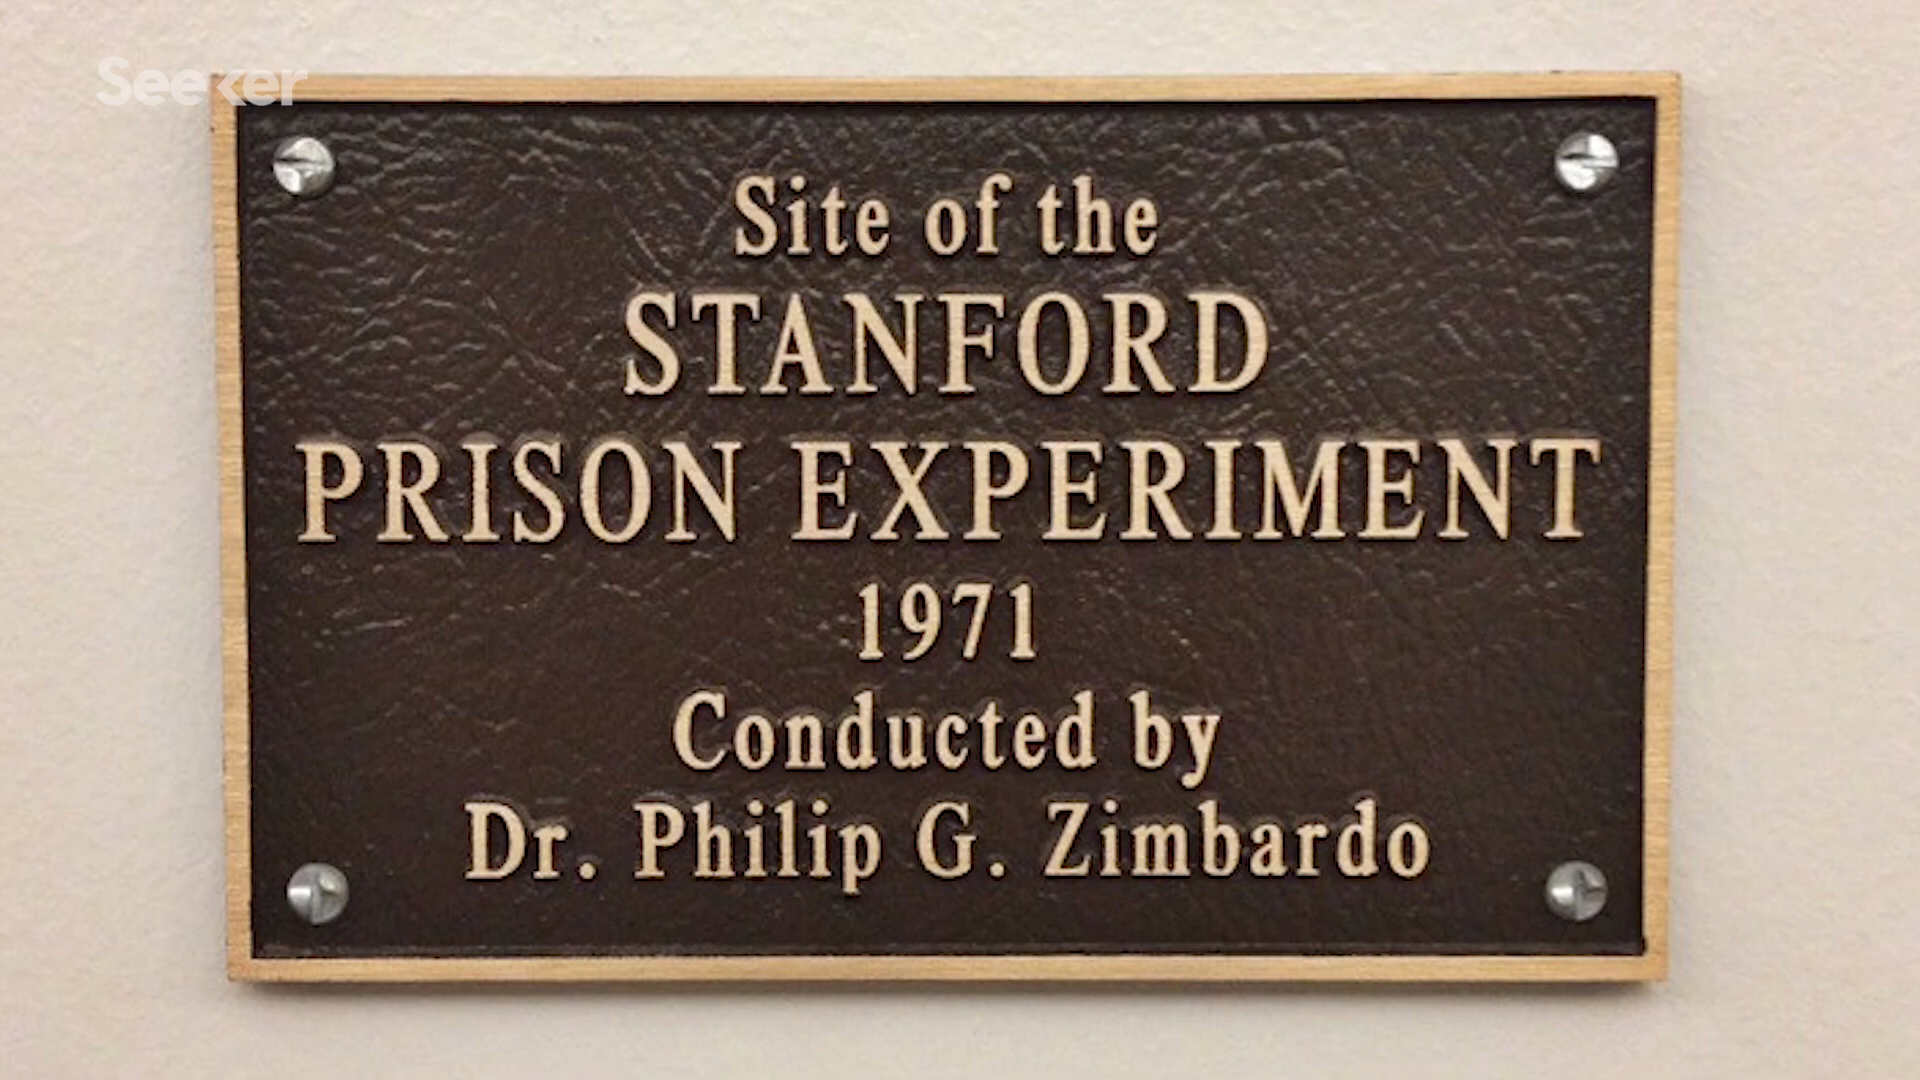 Seeker
Site of the
STANFORD
PRISON EXPERIMENT
1971
Conducted by
Dr. Philip G. Zimbardo